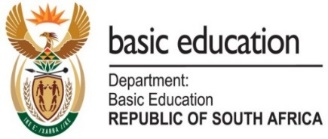 basic education
Department:
Basic Education
REPUBLIC OF SOUTH AFRICA